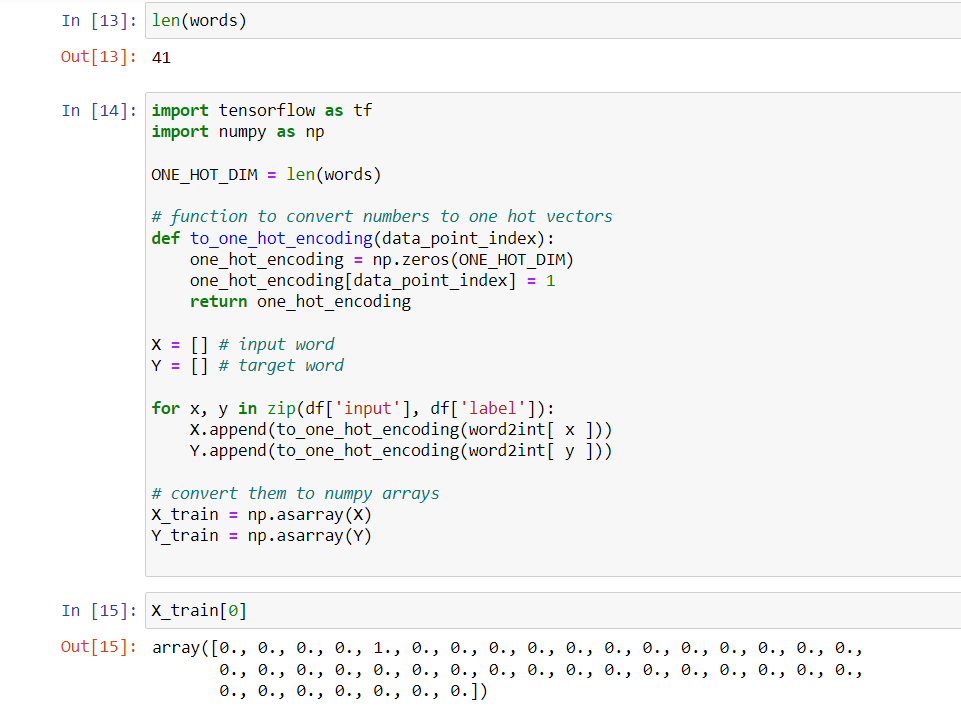 In [13]: len(words)
Out[13]: 41
In [14]: import tensorflow as tf
import numpy as np
ONE_HOT_DIM = len(words)
# function to convert numbers to one hot vectors
def to_one_hot_encoding(data_point_index):
one_hot_encoding = np.zeros(ONE_HOT_DIM)
one_hot_encoding[data_point_index] = 1
return one_hot_encoding
X = [] # input word
Y = [] # target word
for x, y in zip(df['input'], df['label']):
X.append(to_one_hot_encoding(word2int[ x ]))
Y.append(to_one_hot_encoding(word2int[ y ]))
# convert them to numpy arrays
X_train = np.asarray(X)
Y_train = np.asarray(Y)
In [15]: X_train[0]
Out[15]: array([0., 0., 0., 0., 1., 0., 0., 0., 0., 0., 0., 0., 0., 0., 0., 0., 0.,
0., 0., 0., 0., 0., 0., 0., 0., 0., 0., 0., 0., 0., 0., 0., 0., 0.,
0., 0., 0., 0., 0., 0., 0.])